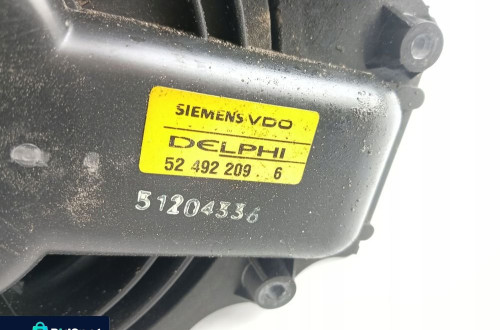 SIEMENS VDO
DELPHI
52 492 209 . 6
51204336